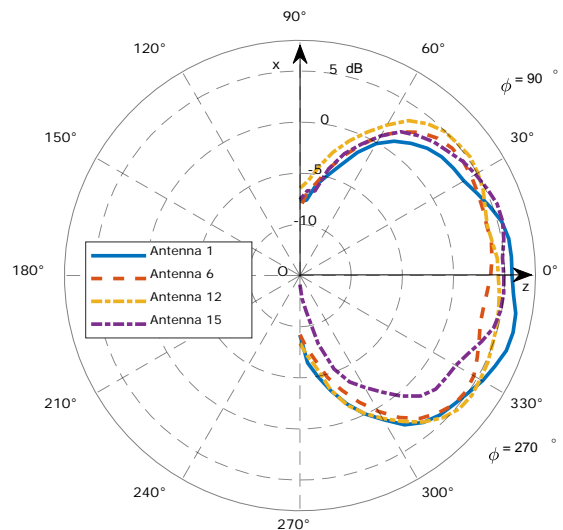 90°
120°
60°
x
5 dB
ϕ = 90 °
0
150°
30°
-5
-10
Antenna 1
Antenna 6
Antenna 12
Antenna 15
180°
O
0°
z
210°
330°
ϕ = 270 °
240°
300°
270°